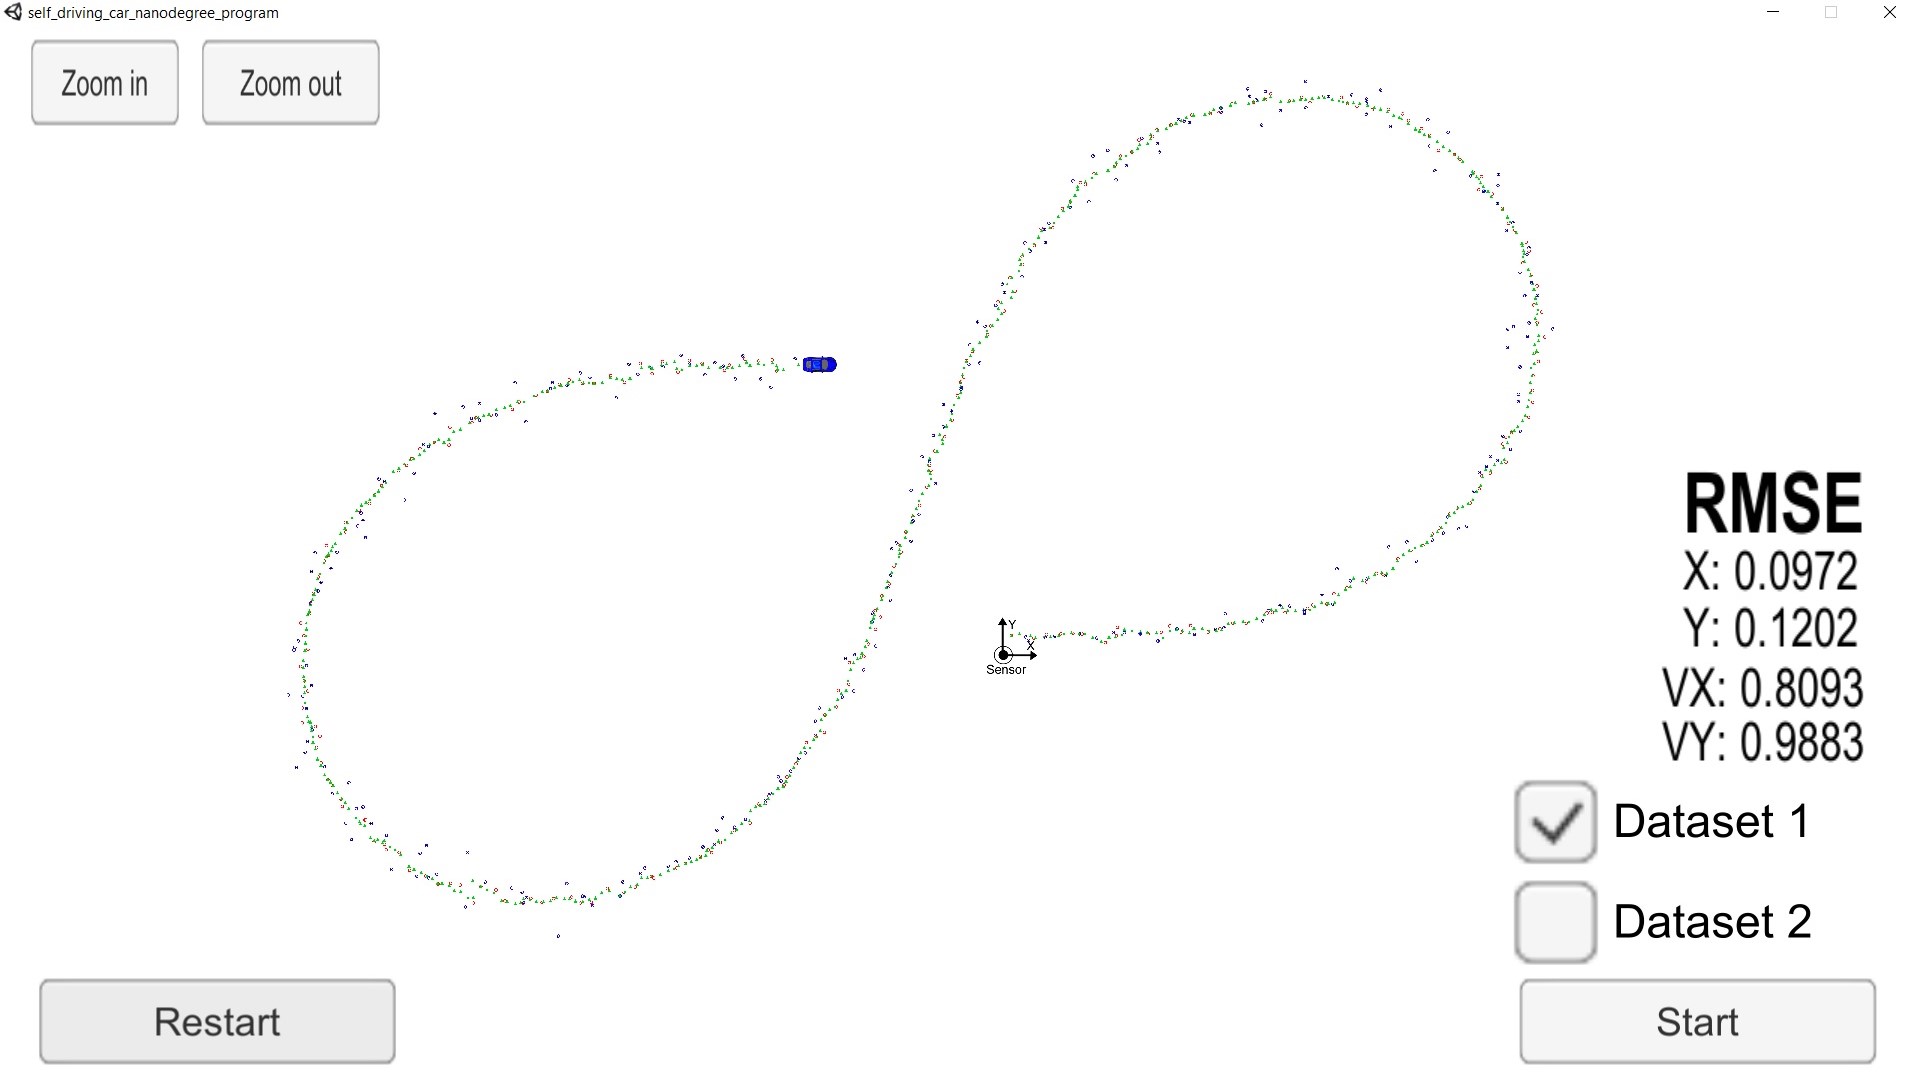 self_driving_car_nanodegree_program
Zoom in
Zoom out
Y
X
Sensor
RMSE
X: 0.0972
Y: 0.1202
VX: 0.8093
VY: 0.9883
Dataset 1
Dataset 2
Restart
Start